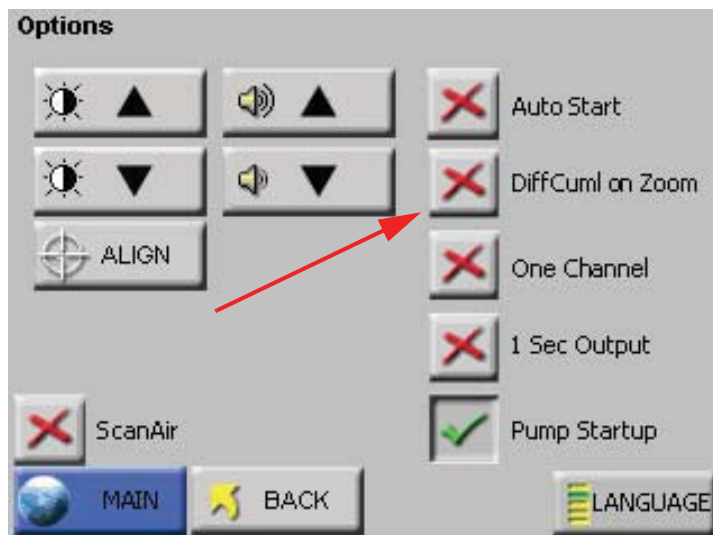 Options
Auto Start
DiffCuml on Zoom
ALIGN
One Channel
1 Sec Output
ScanAir
Pump Startup
MAIN
BACK
LANGUAGE